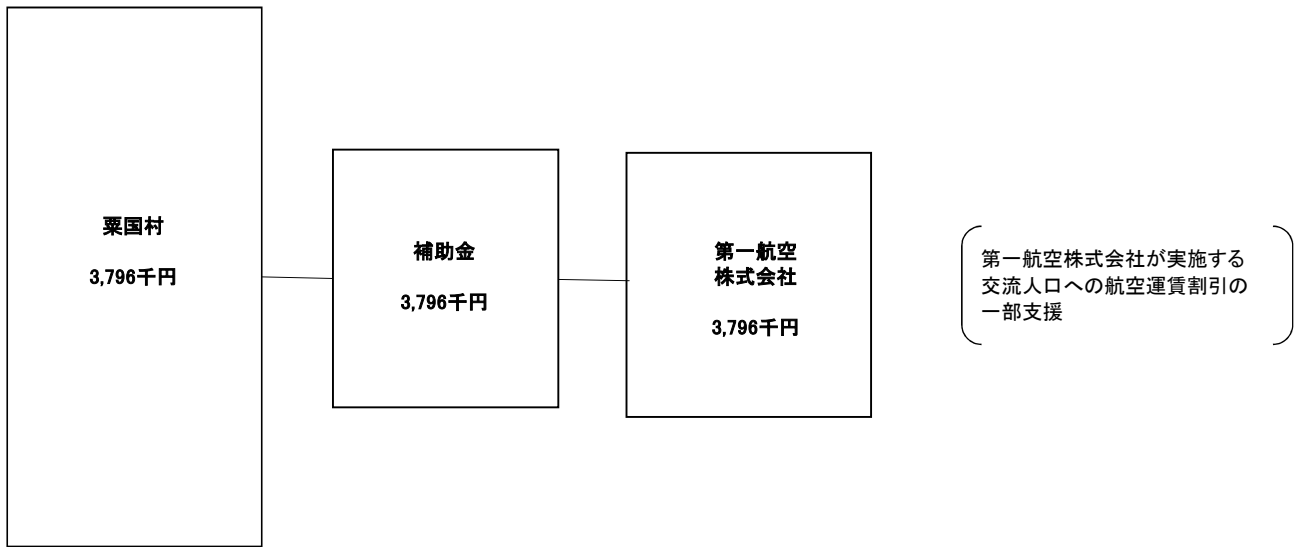 粟国村
3,796千円
補助金
3,796千円
第一航空
株式会社
3,796千円
第一航空株式会社が実施する
交流人口への航空運賃割引の
一部支援